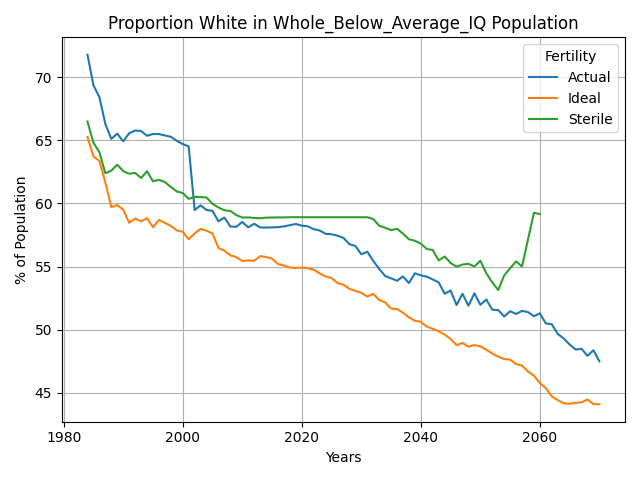 Proportion White in Whole_Below_Average_IQ Population
% of Population
70
65
60
55
50
45
Fertility
Actual
Ideal
Sterile
1980
2000
2020
2040
2060
Years